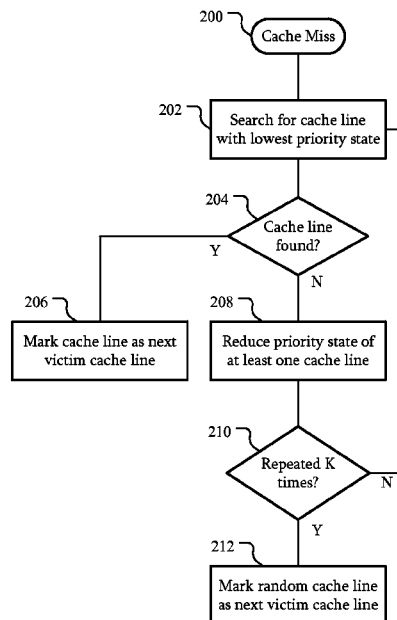 200
Cache Miss
202
Search for cache line
with lowest priority state
204
Cache line
found?
Y
N
206
Mark cache line as next
victim cache line
208
Reduce priority state of
at least one cache line
210
Repeated K
times?
N
Y
212
Mark random cache line
as next victim cache line